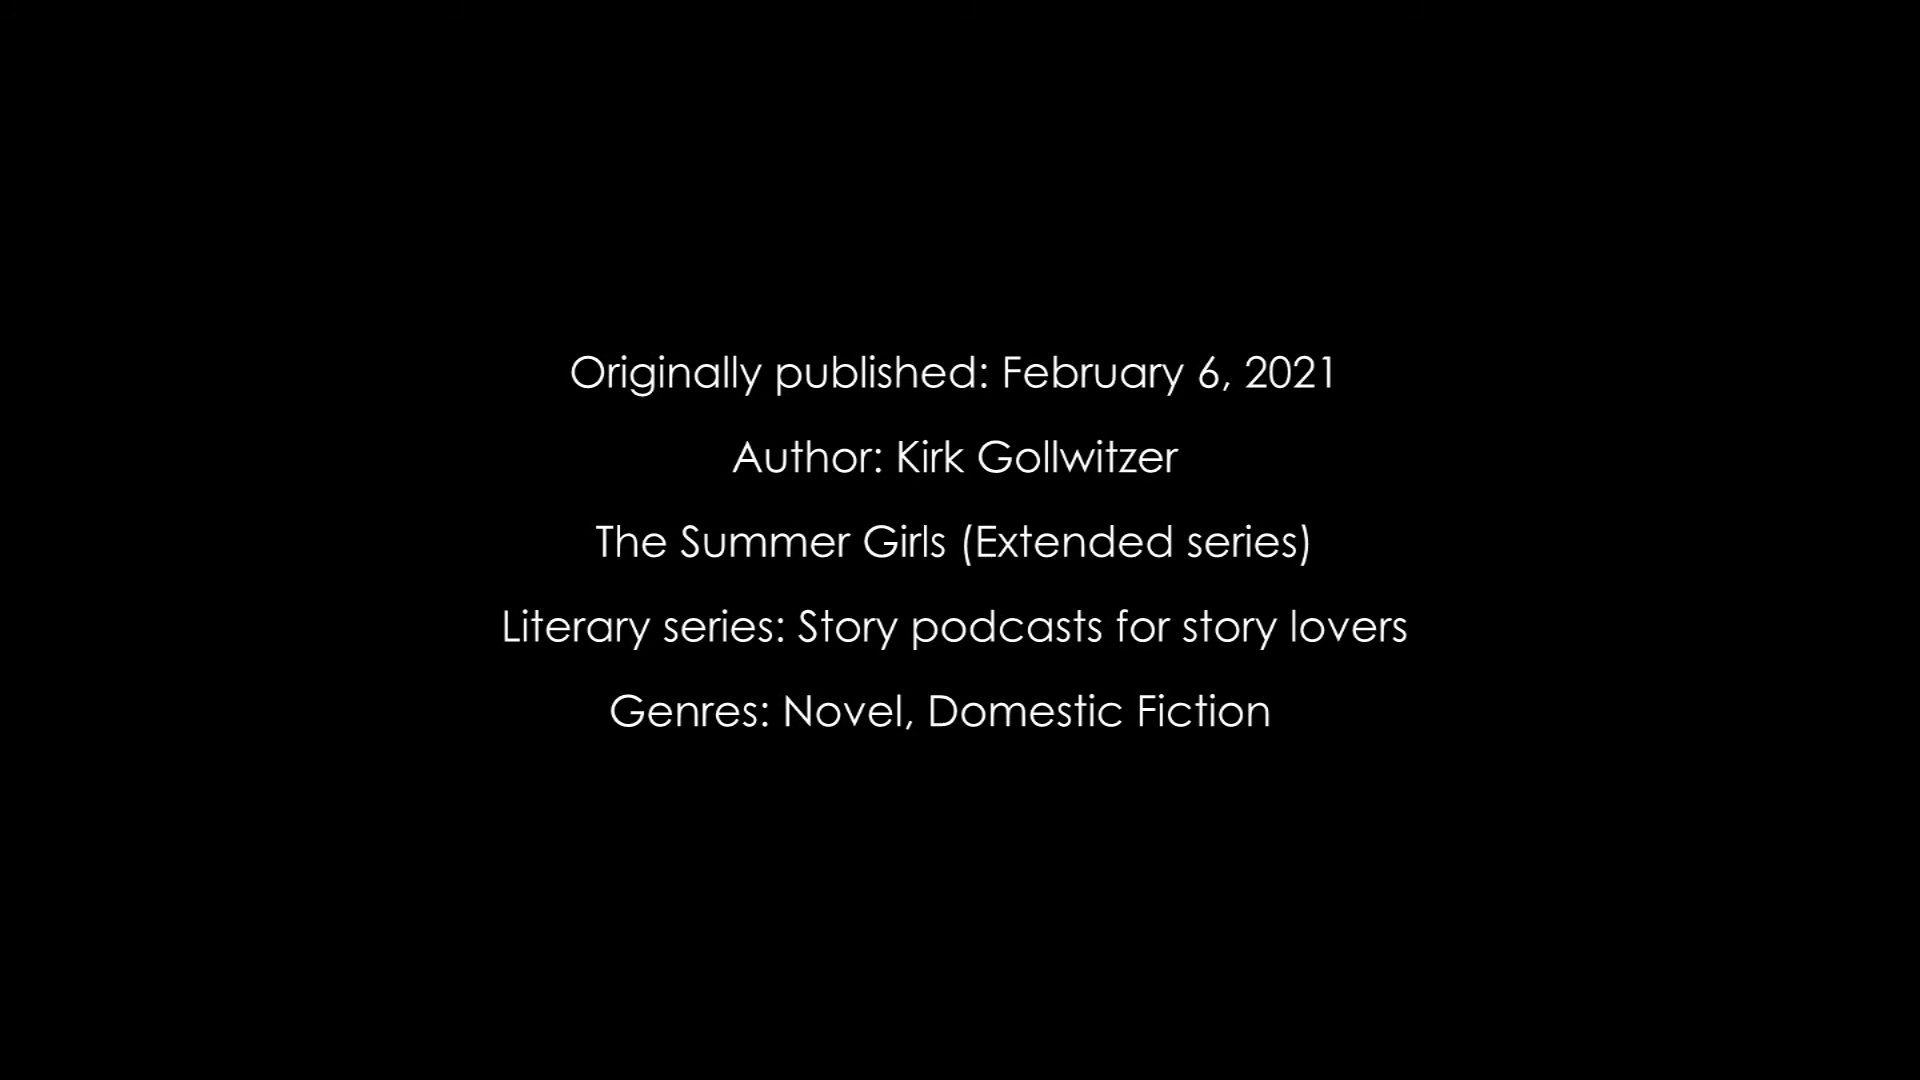 Originally published: February 6, 2021
Author: Kirk Gollwitzer
The Summer Girls (Extended series)
Literary series: Story podcasts for story lovers
Genres: Novel, Domestic Fiction